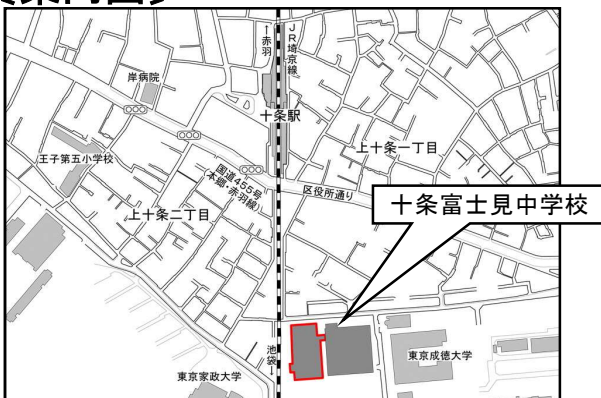 ←赤羽
JR埼京線
岸病院
十条駅
上十条一丁目
王子第五小学校
国道455号
(本郷・赤羽線)
区役所通り
十条富士見中学校
上十条二丁目
池袋→
東京成徳大学
東京家政大学